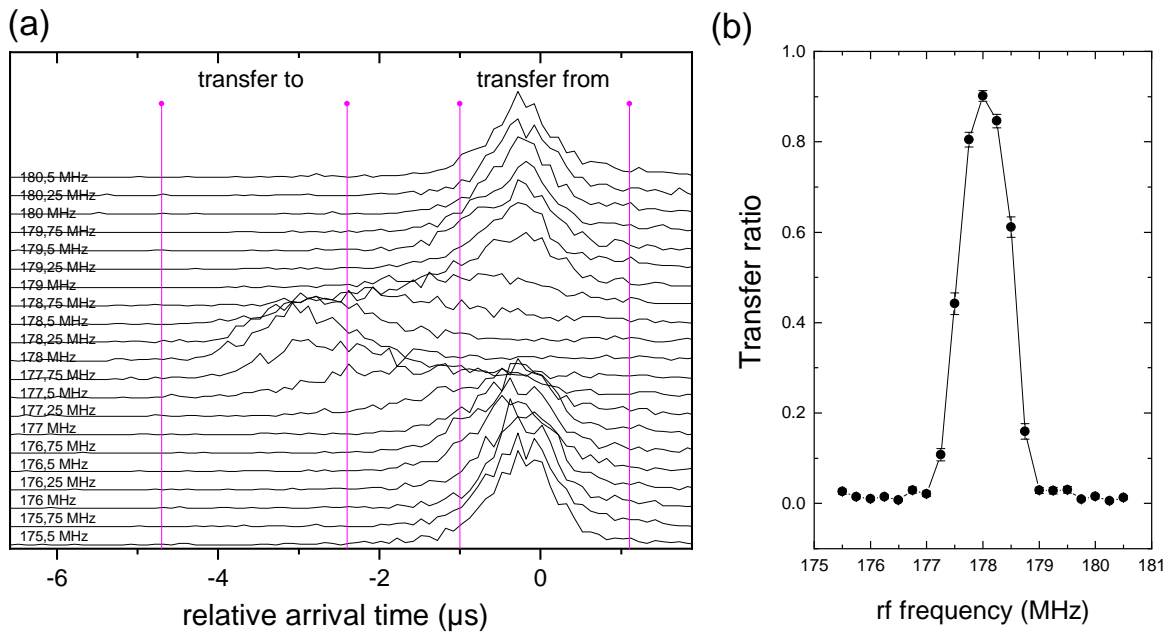 (a)
transfer to
transfer from
180,5 MHz
180,25 MHz
180 MHz
179,75 MHz
179,5 MHz
179,25 MHz
179 MHz
178,75 MHz
178,5 MHz
178,25 MHz
178 MHz
177,75 MHz
177,5 MHz
177,25 MHz
177 MHz
176,75 MHz
176,5 MHz
176,25 MHz
176 MHz
175,75 MHz
175,5 MHz
-6 -4 -2 0
relative arrival time (µs)
(b)
1.0
0.8
0.6
0.4
0.2
0.0
Transfer ratio
175 176 177 178 179 180 181
rf frequency (MHz)